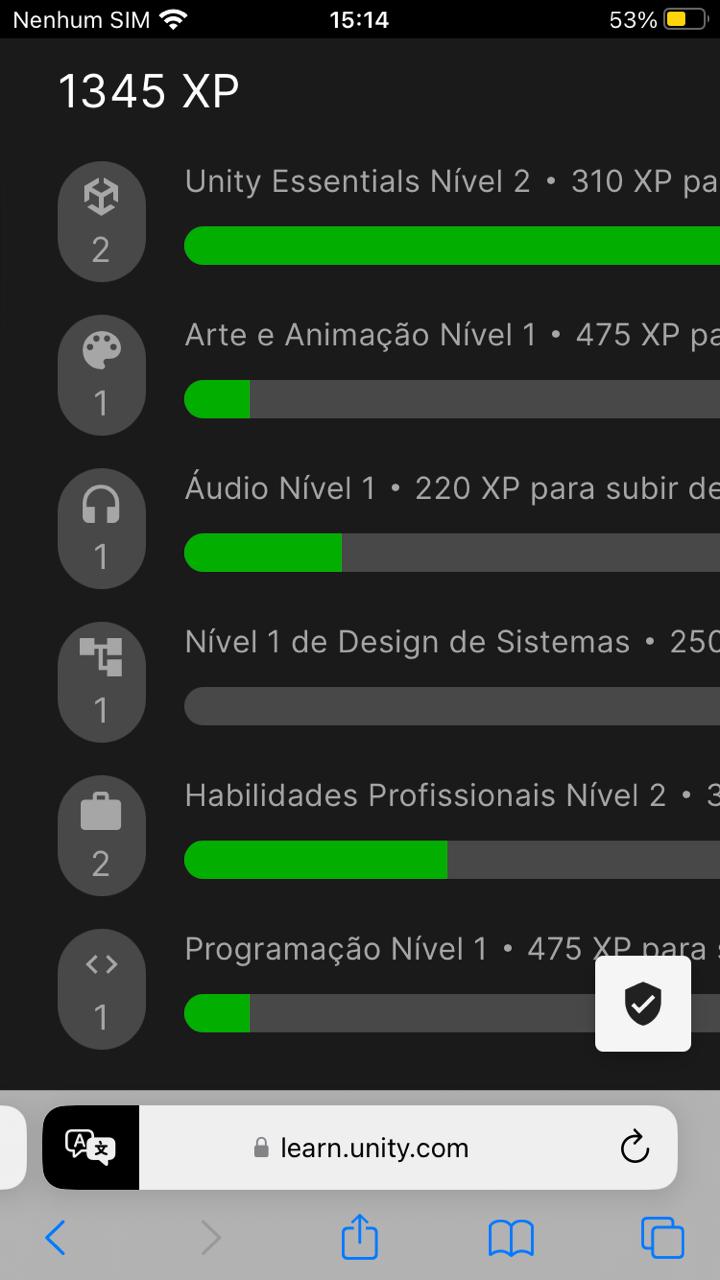 Nenhum SIM 15:14 53%
1345 XP
Unity Essentials Nível 2 • 310 XP pa
2
Arte e Animação Nível 1 • 475 XP pa
1
Áudio Nível 1 • 220 XP para subir de
1
Nível 1 de Design de Sistemas • 250
1
Habilidades Profissionais Nível 2 • 3
2
Programação Nível 1 • 475 XP para s
1
learn.unity.com